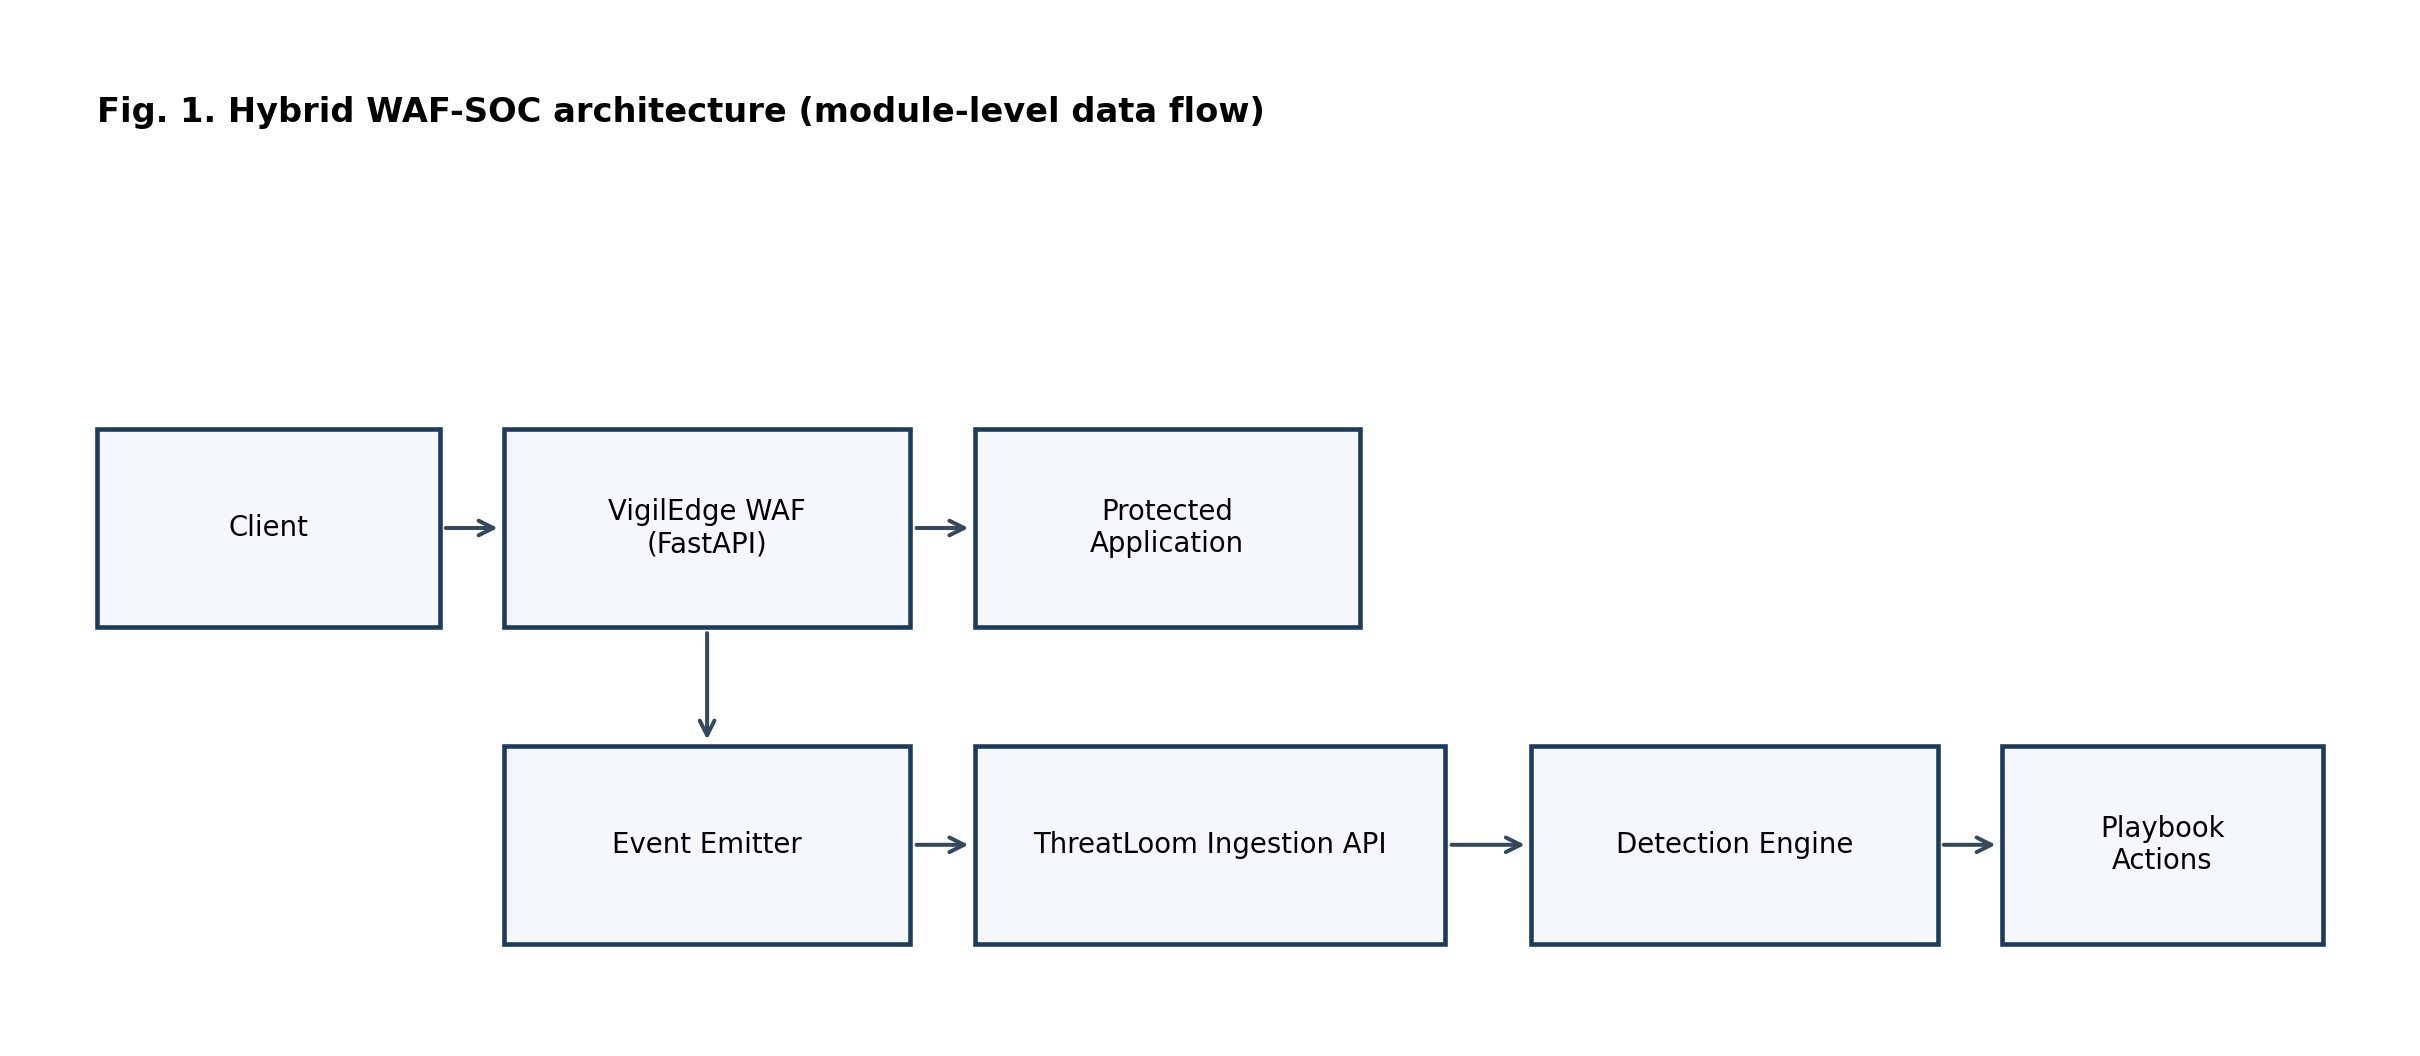 Fig. 1. Hybrid WAF-SOC architecture (module-level data flow)
Client
VigilEdge WAF
(FastAPI)
Protected
Application
Event Emitter
ThreatLoom Ingestion API
Detection Engine
Playbook
Actions